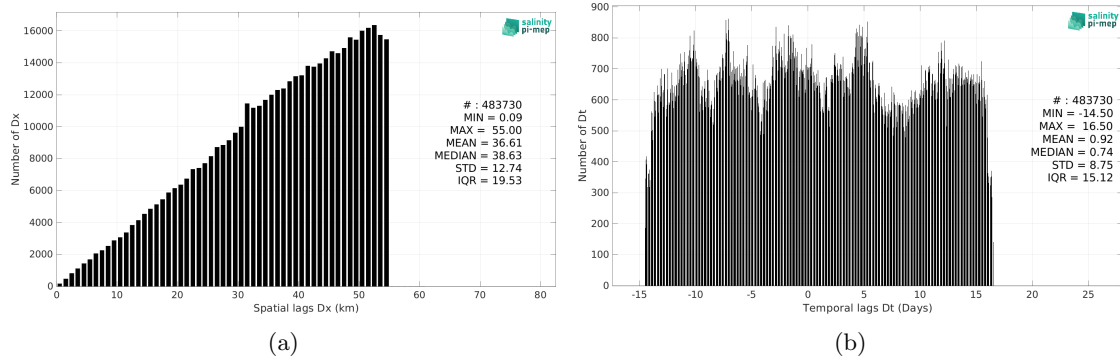 salinity
pi-mep
16000
14000
12000
10000
8000
6000
4000
2000
0
Number of Dx
# : 483730
MIN = 0.09
MAX = 55.00
MEAN = 36.61
MEDIAN = 38.63
STD = 12.74
IQR = 19.53
0 10 20 30 40 50 60 70 80
Spatial lags Dx (km)
(a)
salinity
pi-mep
900
800
700
600
500
400
300
200
100
0
Number of Dt
# : 483730
MIN = -14.50
MAX = 16.50
MEAN = 0.92
MEDIAN = 0.74
STD = 8.75
IQR = 15.12
-15 -10 -5 0 5 10 15 20 25
Temporal lags Dt (Days)
(b)